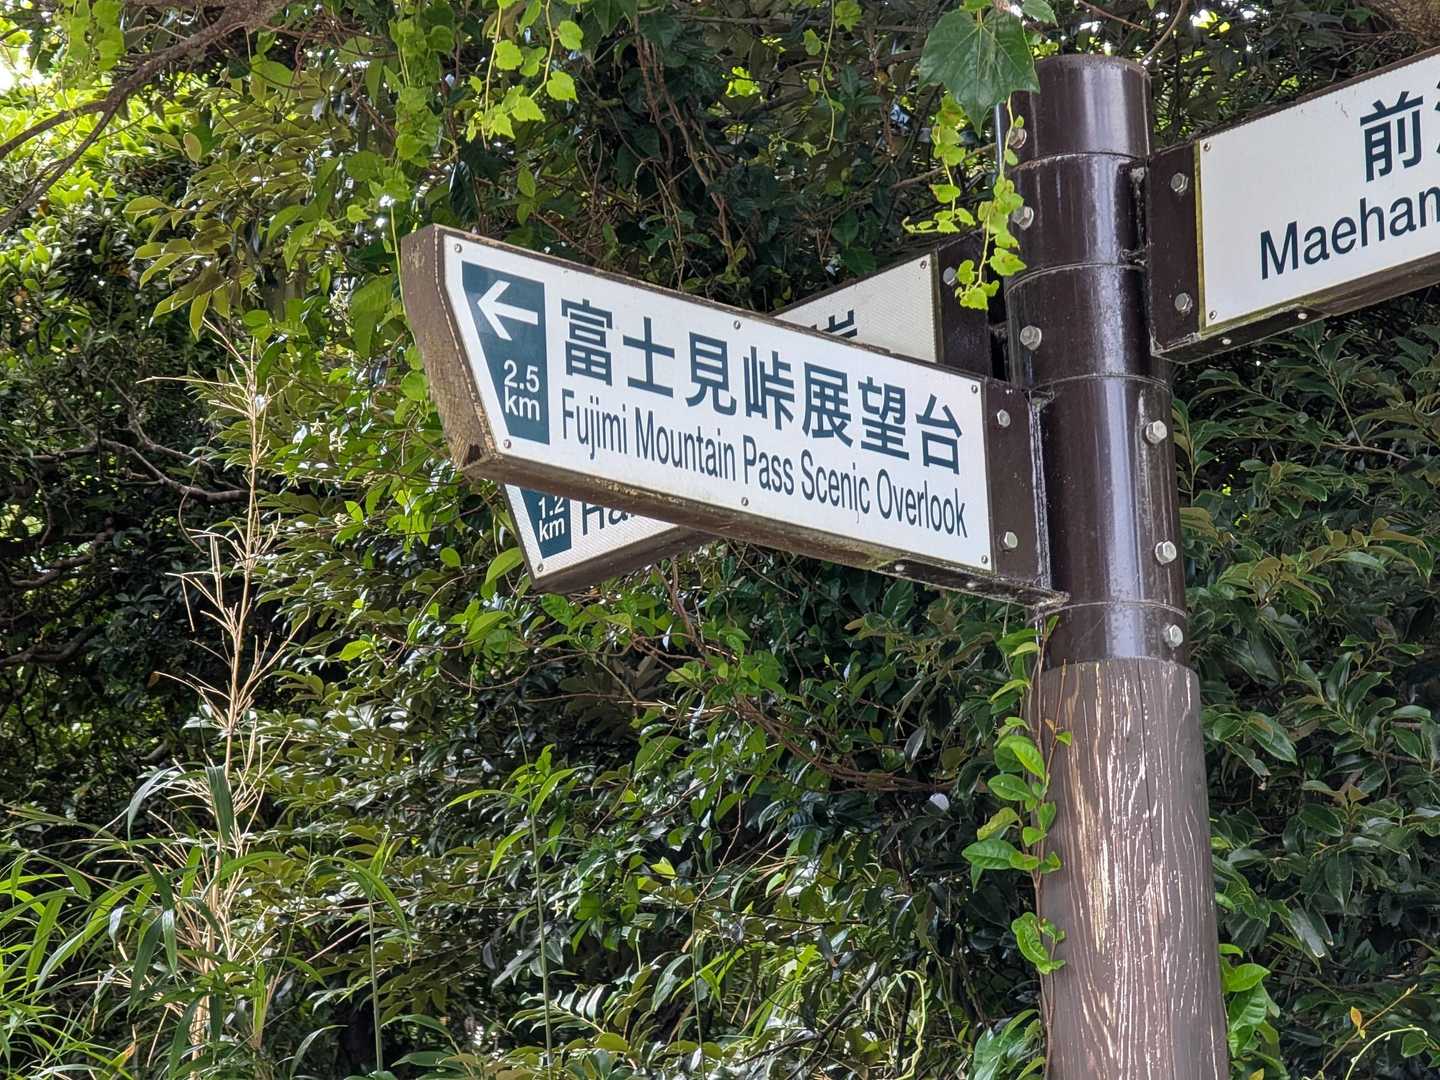 ←
2.5
km
富士見峠展望台
Fujimi Mountain Pass Scenic Overlook
1.2
km
前